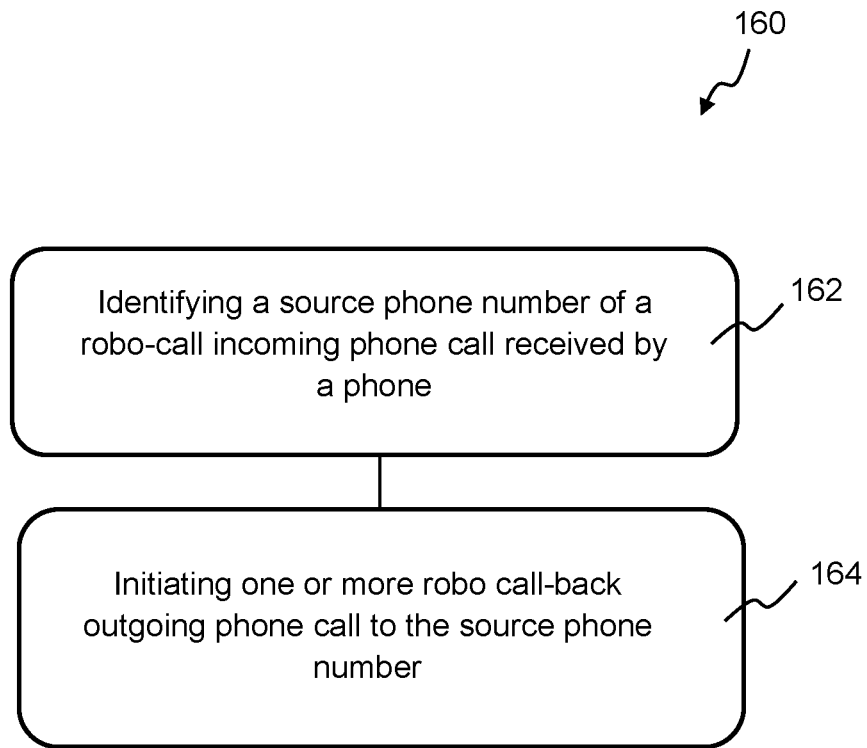 160
Identifying a source phone number of a
robo-call incoming phone call received by
a phone
162
Initiating one or more robo call-back
outgoing phone call to the source phone
number
164